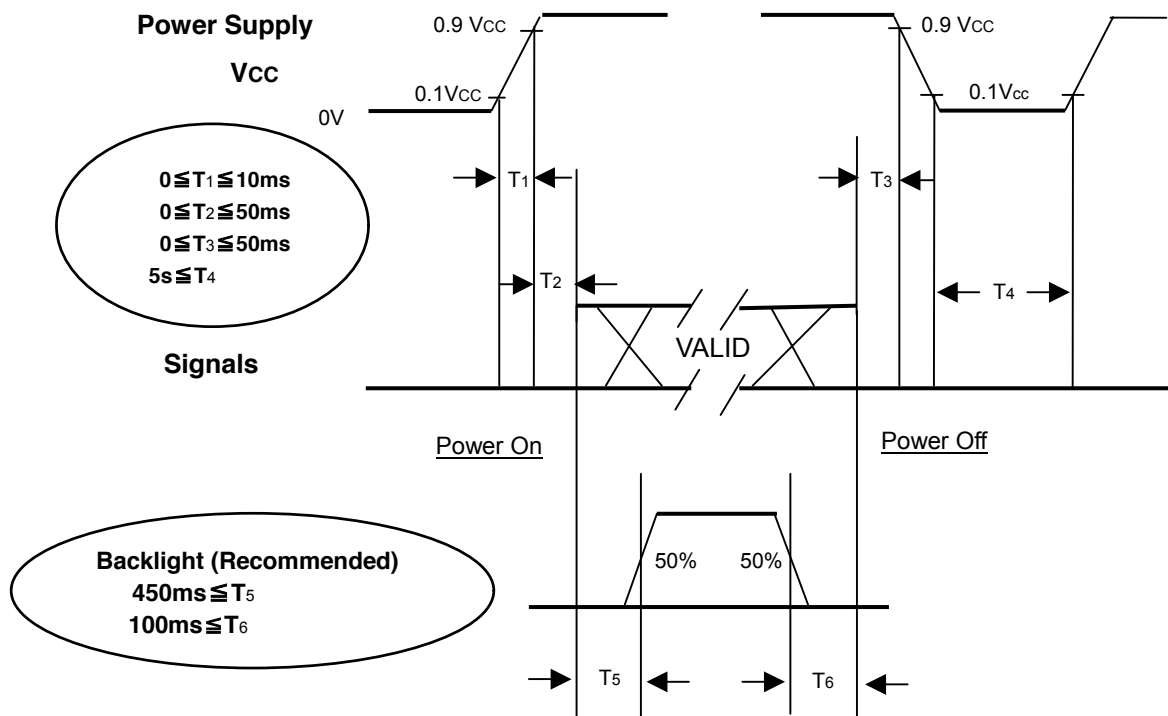 Power Supply
VCC
0.9 VCC
0.9 VCC
0.1VCC
0.1Vcc
0V
0≦T1≦10ms
0≦T2≦50ms
0≦T3≦50ms
5s≦T4
T1
T3
T2
T4
VALID
Signals
Power On
Power Off
Backlight (Recommended)
450ms≦T5
100ms≦T6
50%
50%
T5
T6